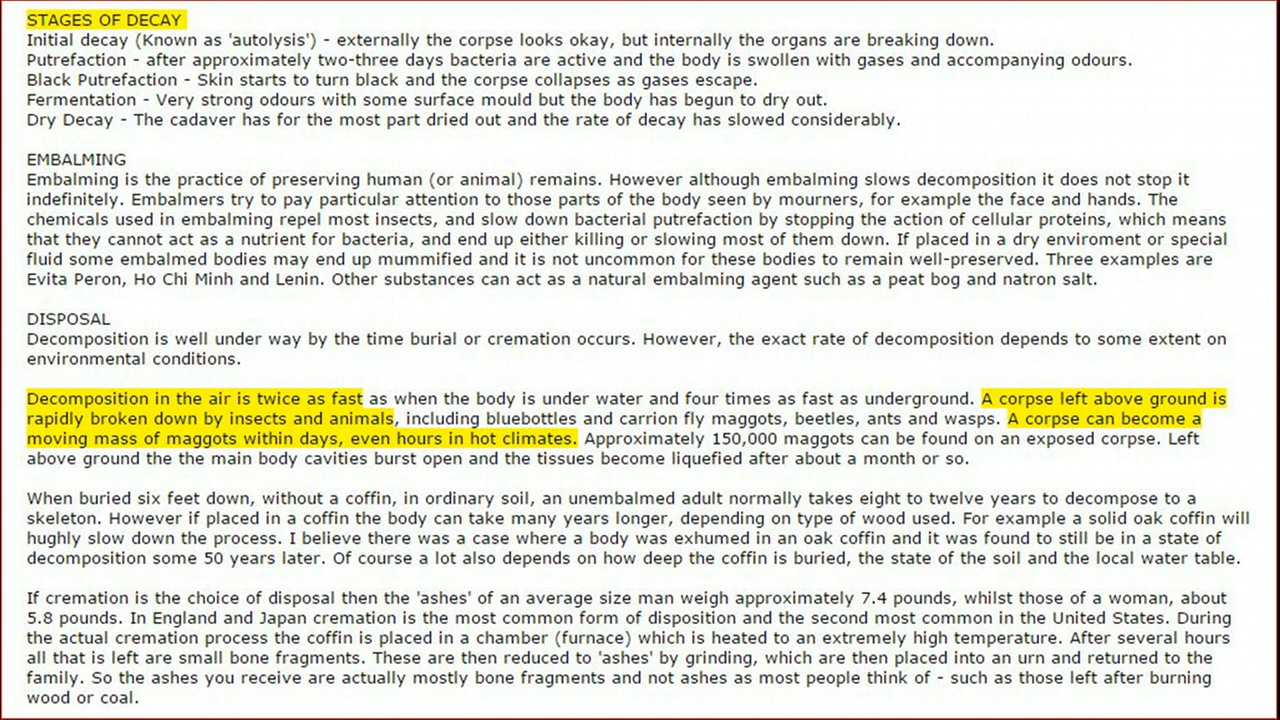 STAGES OF DECAY
Initial decay (Known as 'autolysis') - externally the corpse looks okay, but internally the organs are breaking down.
Putrefaction - after approximately two-three days bacteria are active and the body is swollen with gases and accompanying odours.
Black Putrefaction - Skin starts to turn black and the corpse collapses as gases escape.
Fermentation - Very strong odours with some surface mould but the body has begun to dry out.
Dry Decay - The cadaver has for the most part dried out and the rate of decay has slowed considerably.
EMBALMING
Embalming is the practice of preserving human (or animal) remains. However although embalming slows decomposition it does not stop it
indefinitely. Embalmers try to pay particular attention to those parts of the body seen by mourners, for example the face and hands. The
chemicals used in embalming repel most insects, and slow down bacterial putrefaction by stopping the action of cellular proteins, which means
that they cannot act as a nutrient for bacteria, and end up either killing or slowing most of them down. If placed in a dry enviroment or special
fluid some embalmed bodies may end up mummified and it is not uncommon for these bodies to remain well-preserved. Three examples are
Evita Peron, Ho Chi Minh and Lenin. Other substances can act as a natural embalming agent such as a peat bog and natron salt.
DISPOSAL
Decomposition is well under way by the time burial or cremation occurs. However, the exact rate of decomposition depends to some extent on
environmental conditions.
Decomposition in the air is twice as fast as when the body is under water and four times as fast as underground. A corpse left above ground is
rapidly broken down by insects and animals, including bluebottles and carrion fly maggots, beetles, ants and wasps. A corpse can become a
moving mass of maggots within days, even hours in hot climates. Approximately 150,000 maggots can be found on an exposed corpse. Left
above ground the the main body cavities burst open and the tissues become liquefied after about a month or so.
When buried six feet down, without a coffin, in ordinary soil, an unembalmed adult normally takes eight to twelve years to decompose to a
skeleton. However if placed in a coffin the body can take many years longer, depending on type of wood used. For example a solid oak coffin will
hughly slow down the process. I believe there was a case where a body was exhumed in an oak coffin and it was found to still be in a state of
decomposition some 50 years later. Of course a lot also depends on how deep the coffin is buried, the state of the soil and the local water table.
If cremation is the choice of disposal then the 'ashes' of an average size man weigh approximately 7.4 pounds, whilst those of a woman, about
5.8 pounds. In England and Japan cremation is the most common form of disposition and the second most common in the United States. During
the actual cremation process the coffin is placed in a chamber (furnace) which is heated to an extremely high temperature. After several hours
all that is left are small bone fragments. These are then reduced to 'ashes' by grinding, which are then placed into an urn and returned to the
family. So the ashes you receive are actually mostly bone fragments and not ashes as most people think of - such as those left after burning
wood or coal.